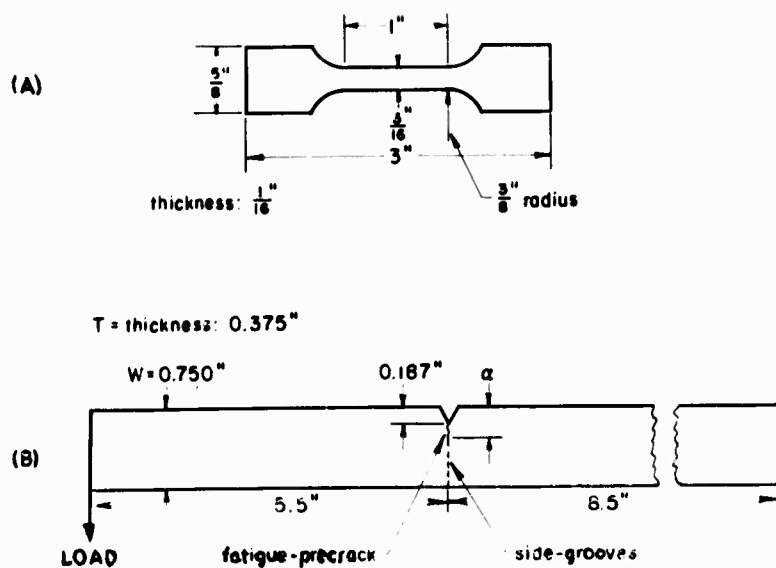 1"
(A)
5/8"
3/16"
3"
thickness: 1/16"
3/8" radius
T = thickness: 0.375"
W = 0.750"
0.187"
α
(B)
5.5"
8.5"
LOAD
fatigue-precrack
side-grooves